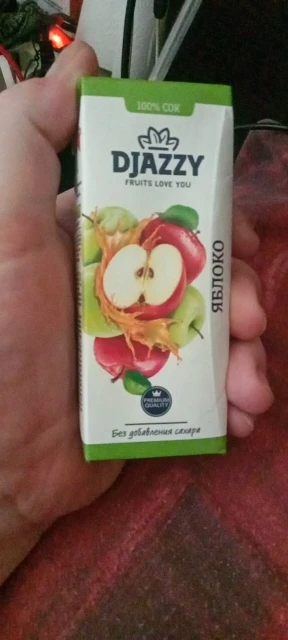 100% СОК
DJAZZY
FRUITS LOVE YOU
ЯБЛОКО
PREMIUM
QUALITY
Без добавления сахара